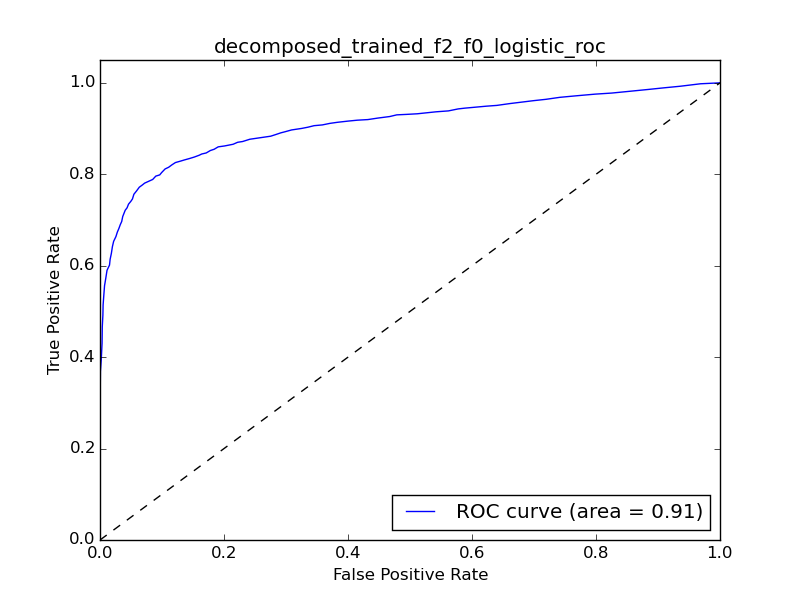 decomposed_trained_f2_f0_logistic_roc
1.0
0.8
0.6
0.4
0.2
0.0
True Positive Rate
ROC curve (area = 0.91)
0.0 0.2 0.4 0.6 0.8 1.0
False Positive Rate